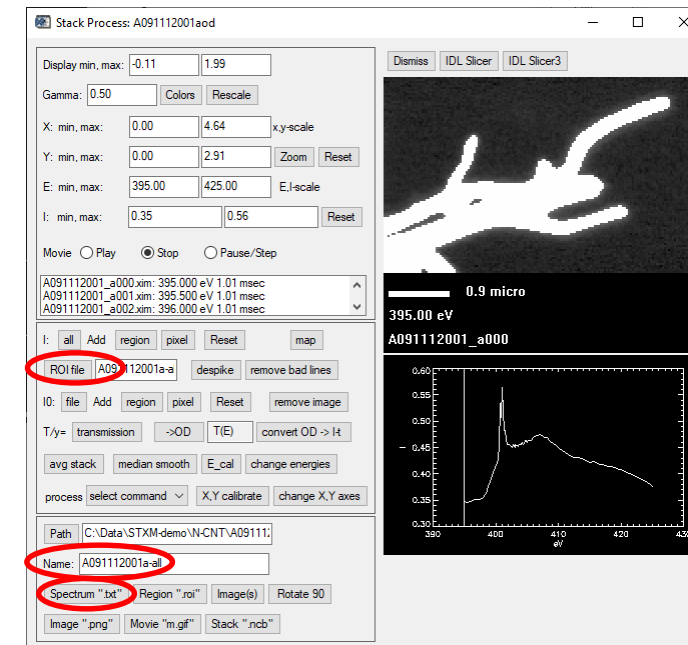 Stack Process: A091112001aod
Display min, max: -0.11 1.99
Gamma: 0.50 Colors Rescale
X: min, max: 0.00 4.64 x,y-scale
Y: min, max: 0.00 2.91 Zoom Reset
E: min, max: 395.00 425.00 E,I-scale
I: min, max: 0.35 0.56 Reset
Movie Play Stop Pause/Step
A091112001_a000.xim: 395.000 eV 1.01 msec
A091112001_a001.xim: 395.500 eV 1.01 msec
A091112001_a002.xim: 396.000 eV 1.01 msec
I: all Add region pixel Reset map
ROI file A091112001a-a despike remove bad lines
I0: file Add region pixel Reset remove image
T/y= transmission ->OD T(E) convert OD -> I-t
avg stack median smooth E_cal change energies
process select command X,Y calibrate change X,Y axes
Path C:\Data\STXM-demo\N-CNT\A09111:
Name: A091112001a-all
Spectrum ".txt" Region ".roi" Image(s) Rotate 90
Image ".png" Movie "m.gif" Stack ".ncb"
Dismiss IDL Slicer IDL Slicer3
0.9 micro
395.00 eV
A091112001_a000
0.60
0.55
0.50
0.45
0.40
0.35
0.30
390 400 410 420 430
eV
I